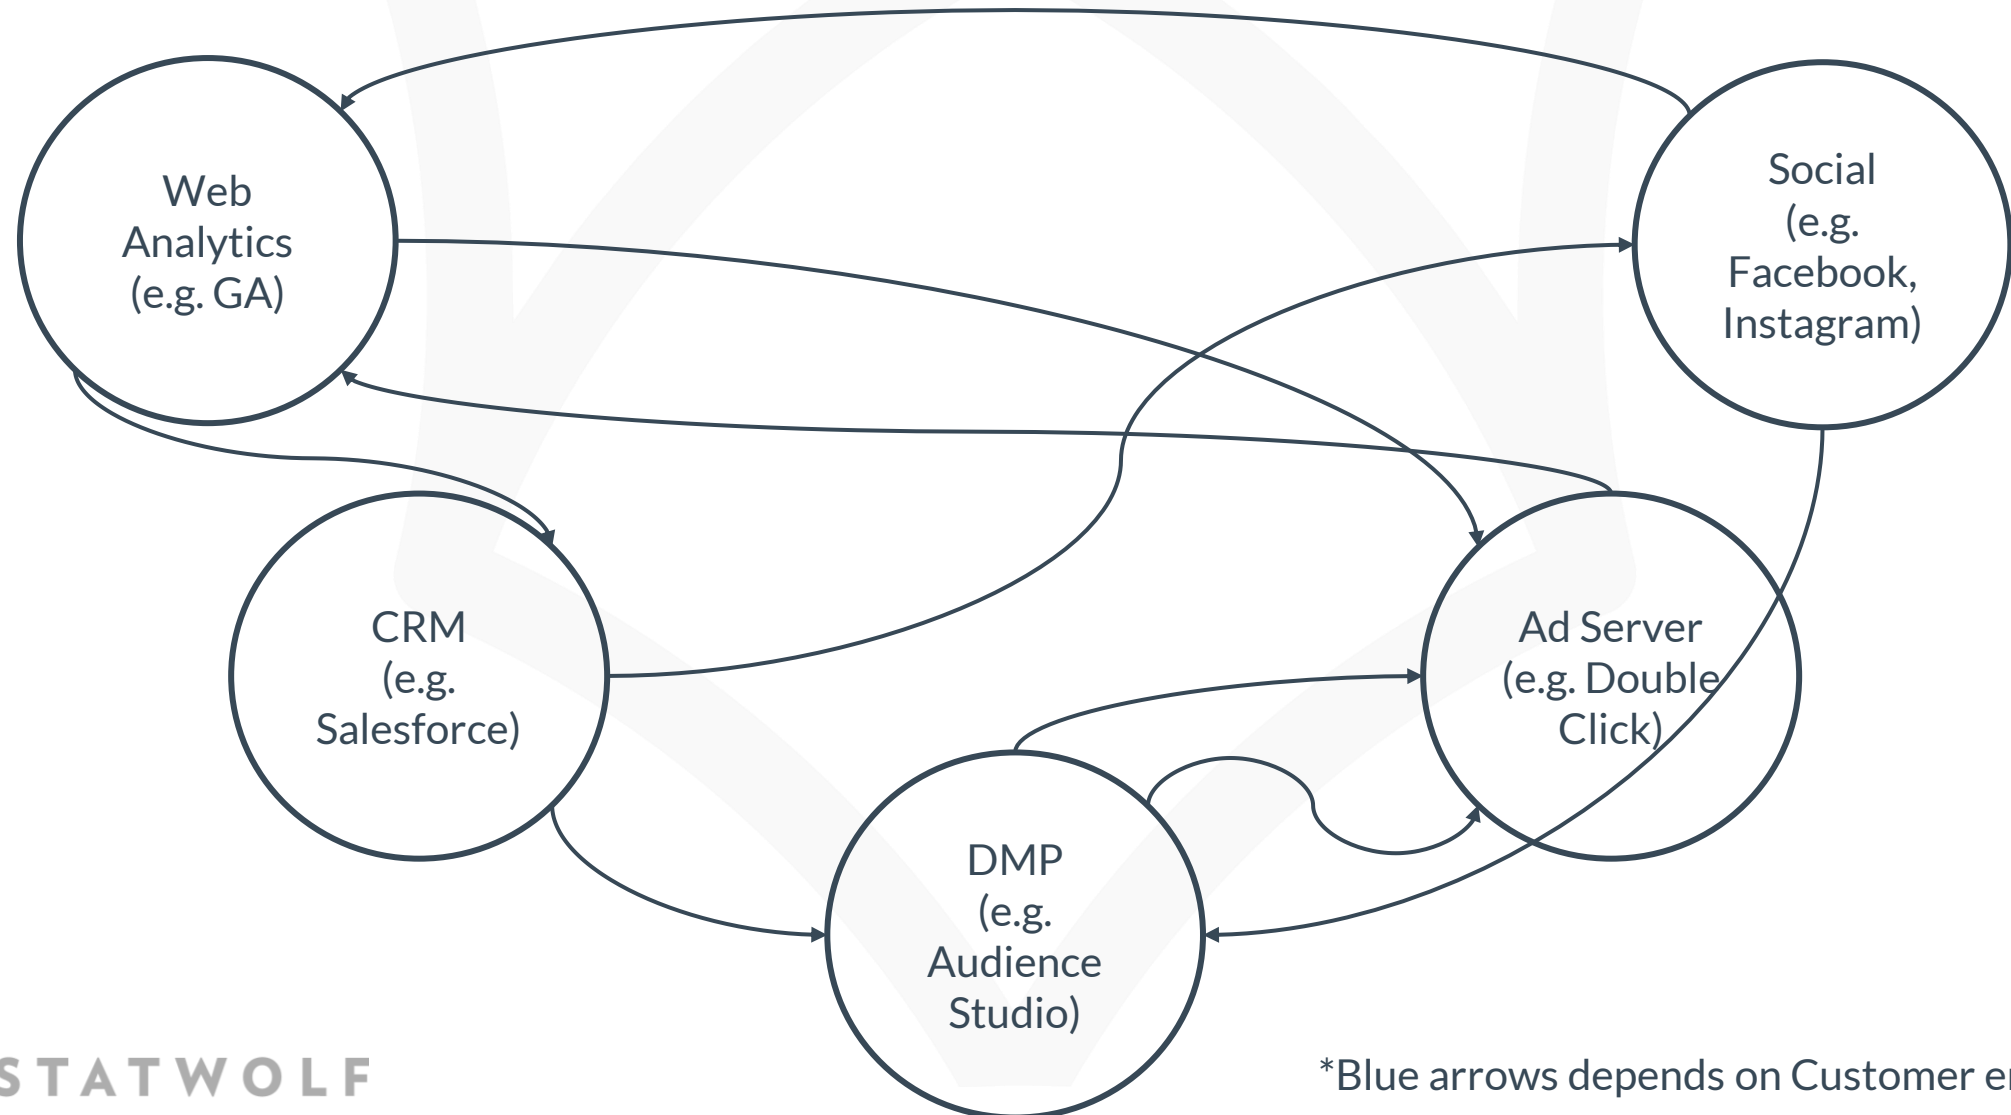 Web
Analytics
(e.g. GA)
Social
(e.g.
Facebook,
Instagram)
CRM
(e.g.
Salesforce)
Ad Server
(e.g. Double
Click)
DMP
(e.g.
Audience
Studio)
STATWOLF
*Blue arrows depends on Customer